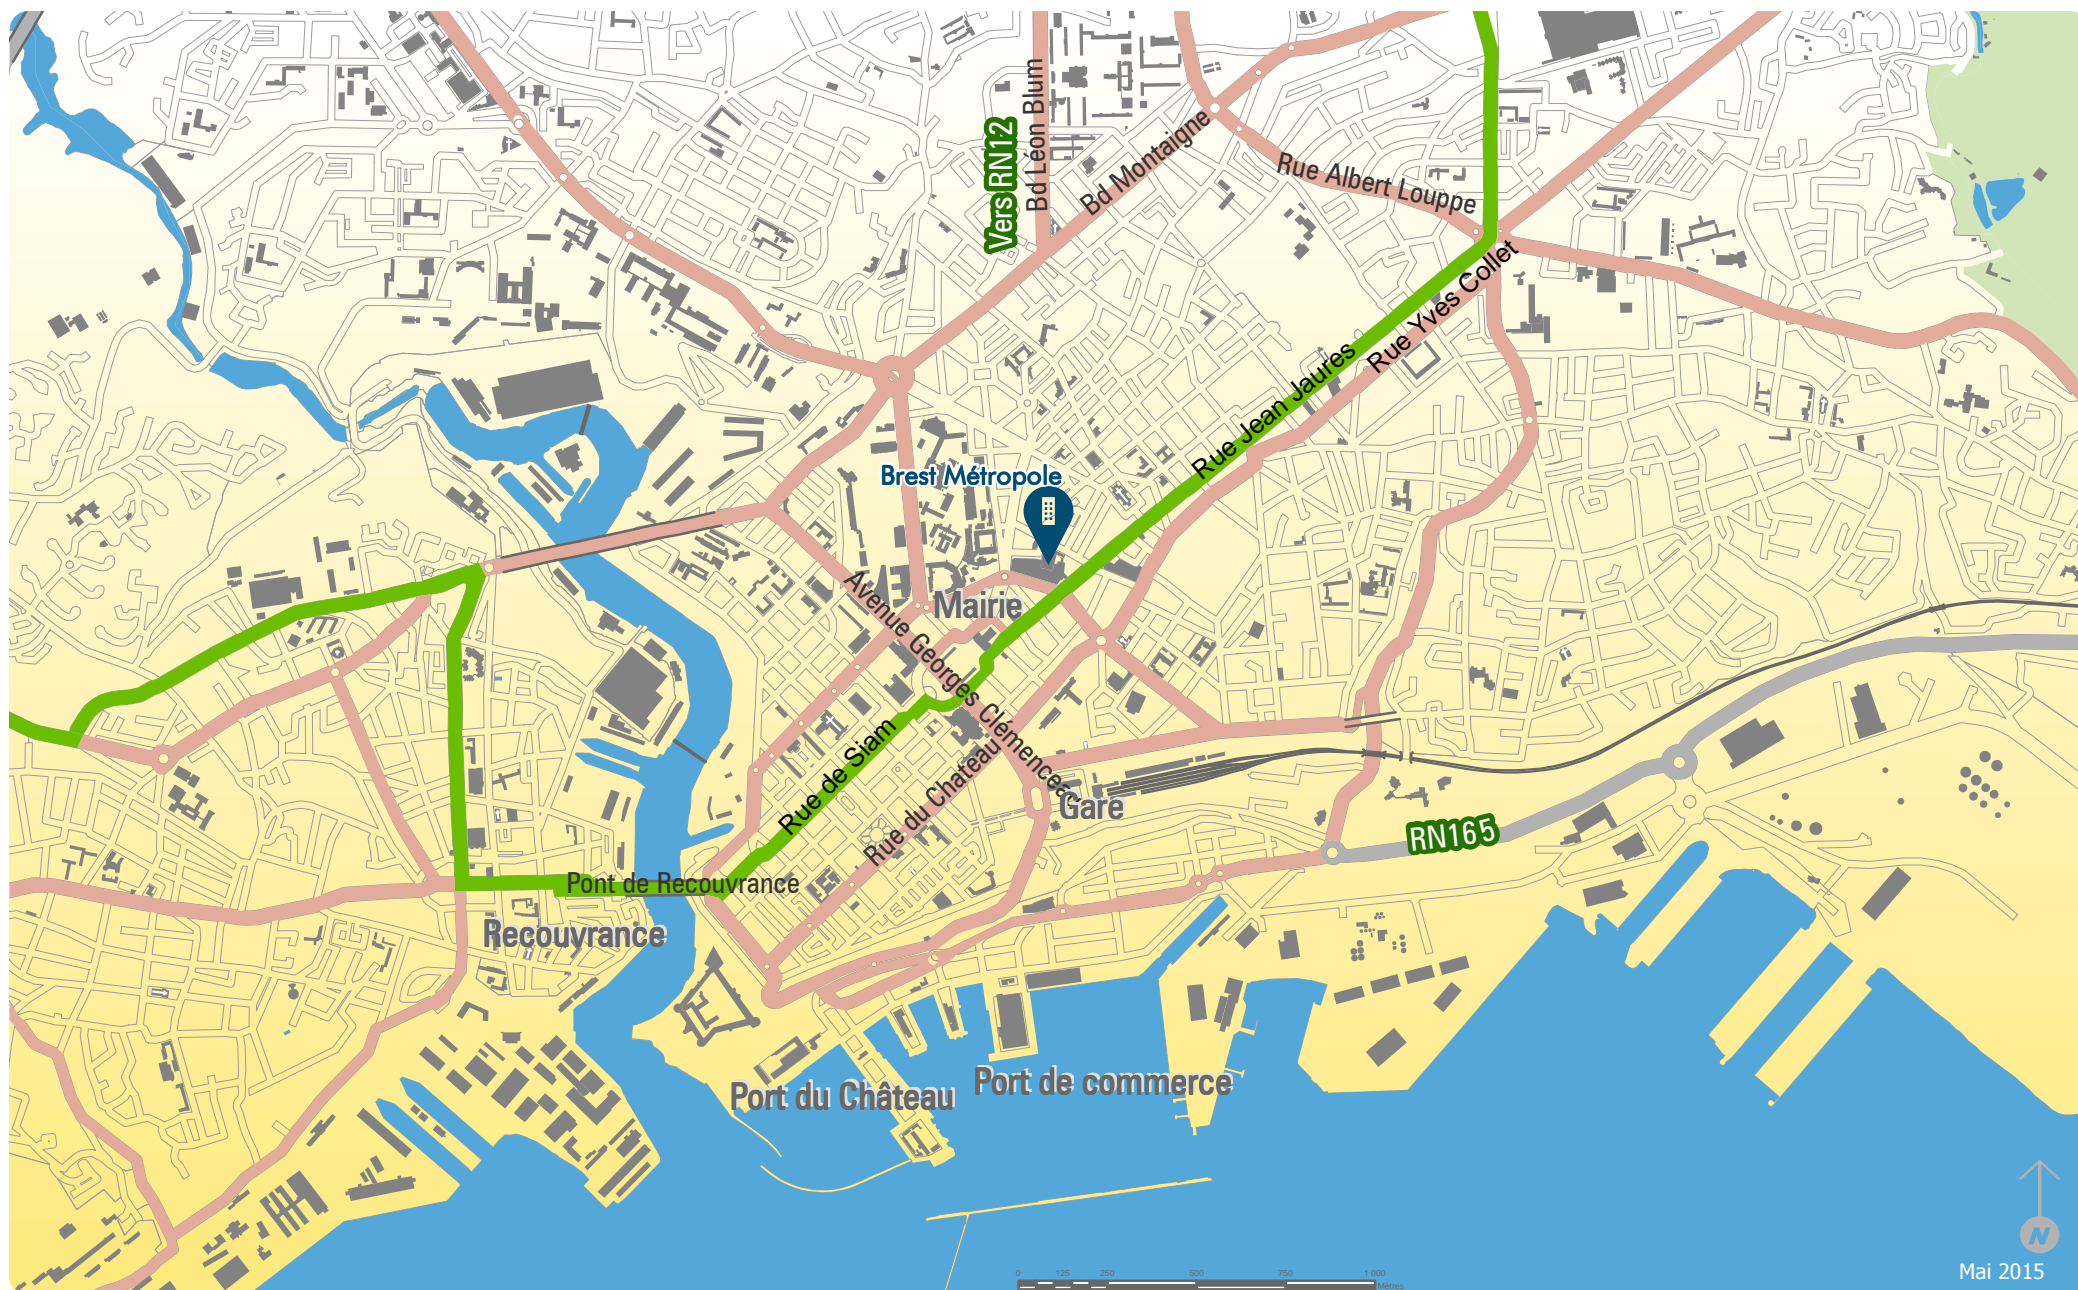 Vers RN12
Bd Léon Blum
Bd Montaigne
Rue Albert Louppe
Rue Yves Collet
Rue Jean Jaures
Brest Métropole
Mairie
Avenue Georges Clémenceau
Rue de Siam
Rue du Chateau
Gare
RN165
Pont de Recouvrance
Recouvrance
Port du Château
Port de commerce
N
Mai 2015
0 125 250 500 750 1 000
Mètres